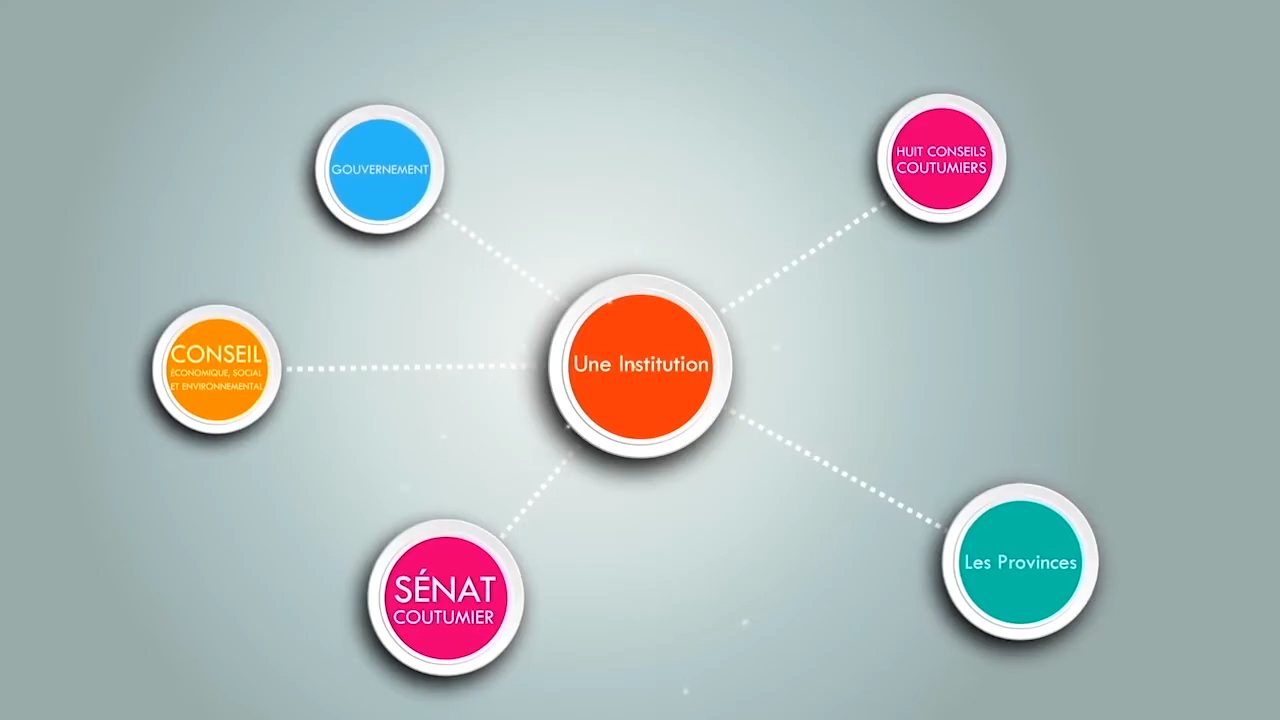 GOUVERNEMENT
HUIT CONSEILS
COUTUMIERS
CONSEIL
ÉCONOMIQUE, SOCIAL
ET ENVIRONNEMENTAL
Une Institution
SÉNAT
COUTUMIER
Les Provinces